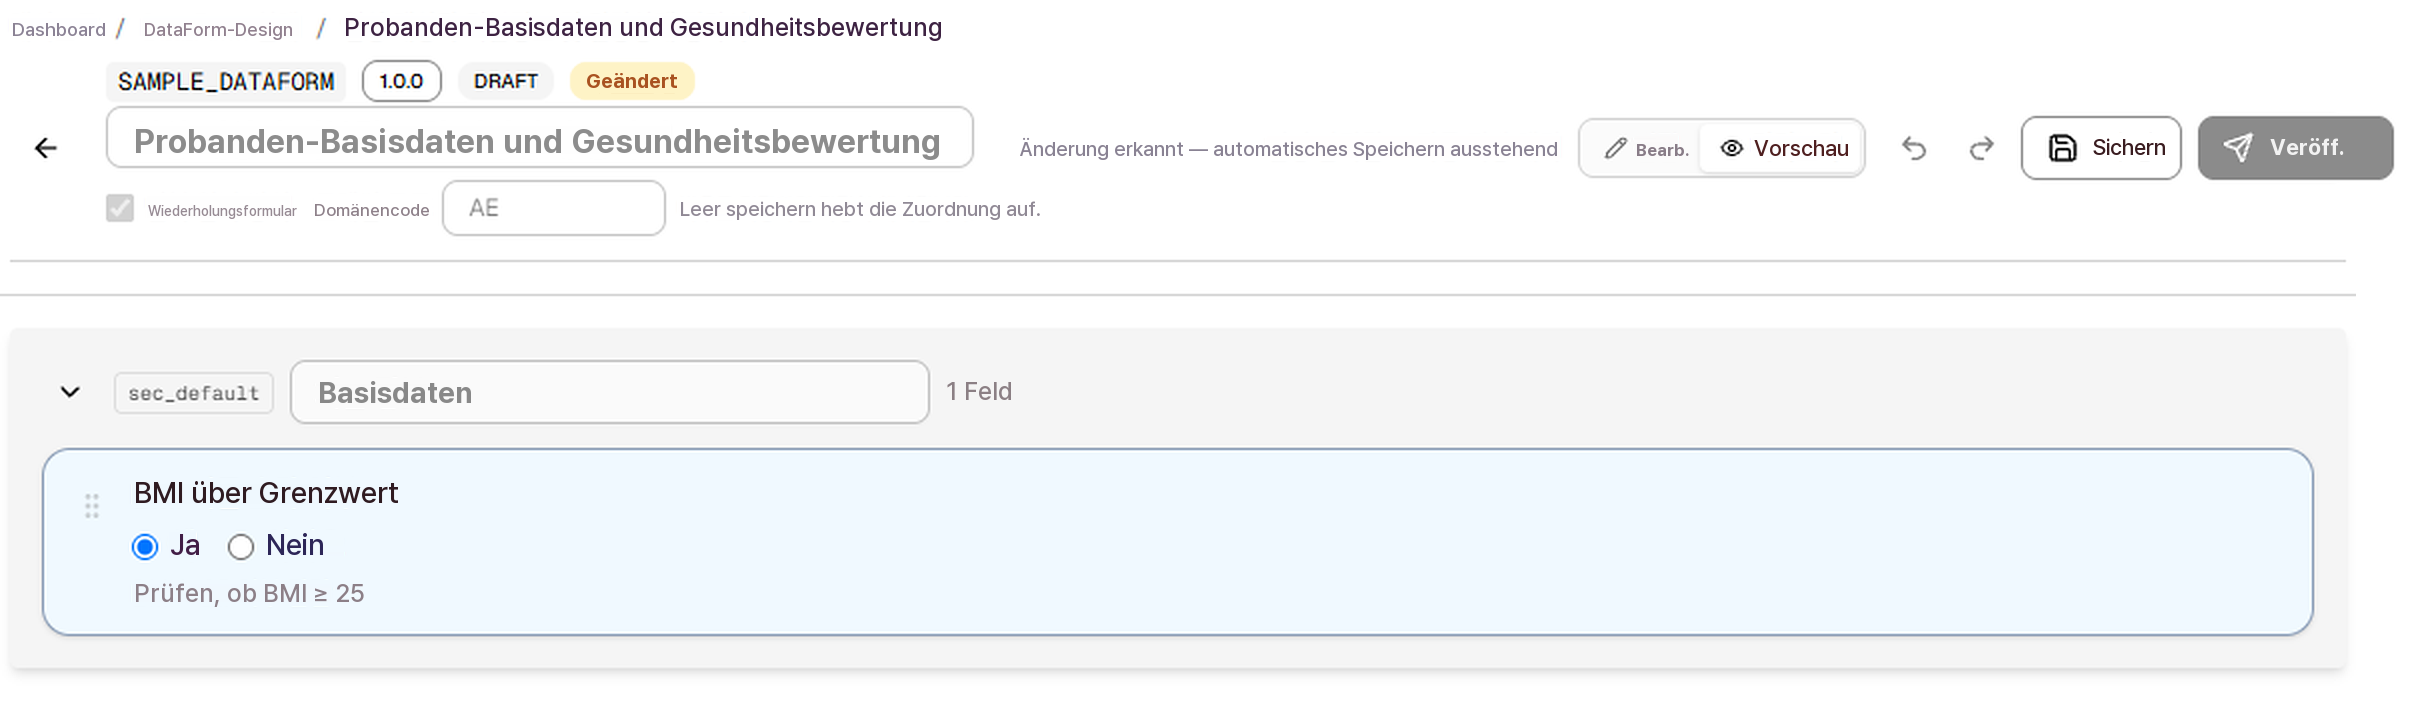 Dashboard / DataForm-Design / Probanden-Basisdaten und Gesundheitsbewertung
SAMPLE_DATAFORM 1.0.0 DRAFT Geändert
Probanden-Basisdaten und Gesundheitsbewertung
Änderung erkannt — automatisches Speichern ausstehend Bearb. Vorschau Sichern Veröff.
Wiederholungsformular Domänencode AE Leer speichern hebt die Zuordnung auf.
sec_default Basisdaten 1 Feld
BMI über Grenzwert
Ja Nein
Prüfen, ob BMI ≥ 25